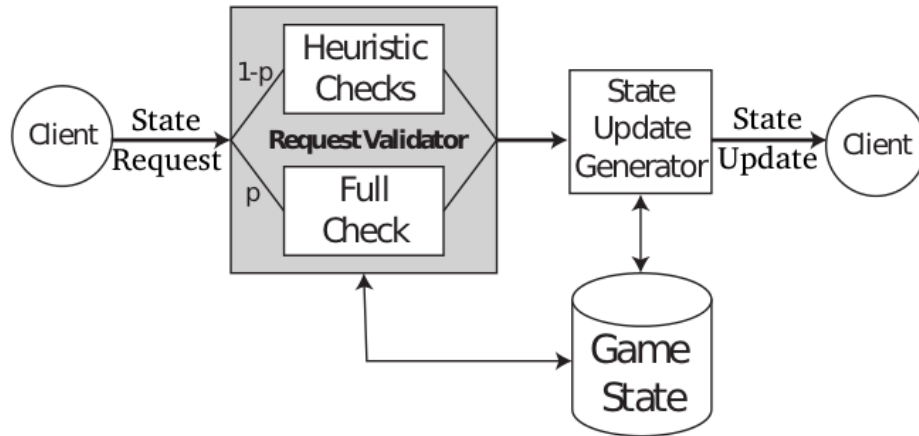 Client
State
Request
1-p
Heuristic
Checks
Request Validator
p
Full
Check
State
Update
Generator
State
Update
Client
Game
State